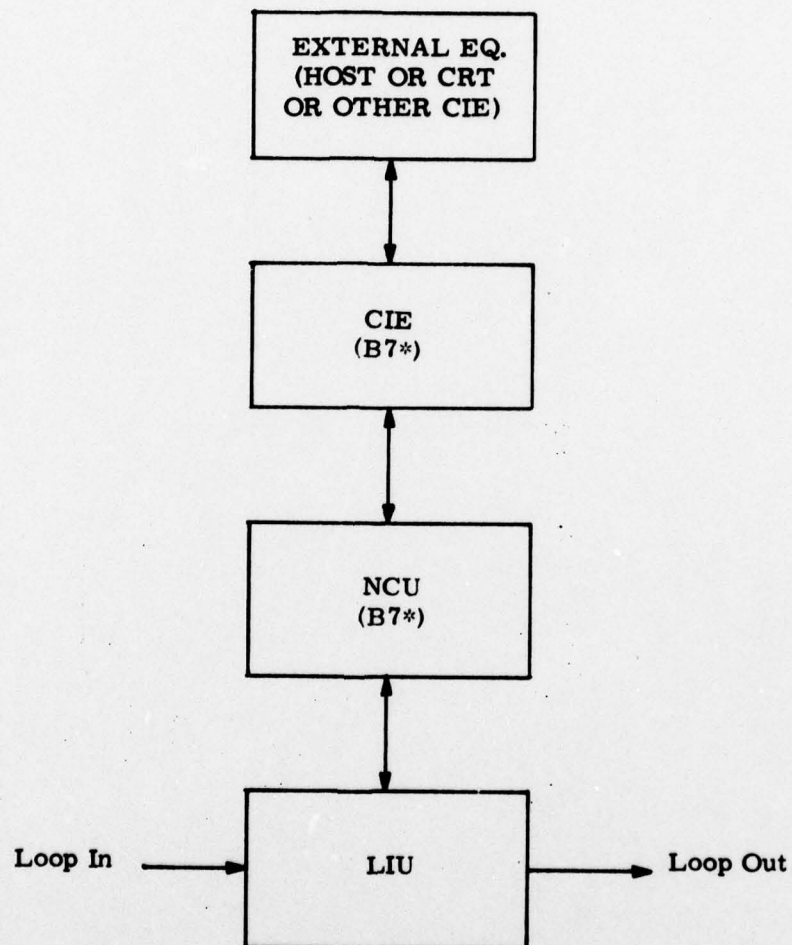 EXTERNAL EQ.
(HOST OR CRT
OR OTHER CIE)
CIE
(B7*)
NCU
(B7*)
Loop In
LIU
Loop Out